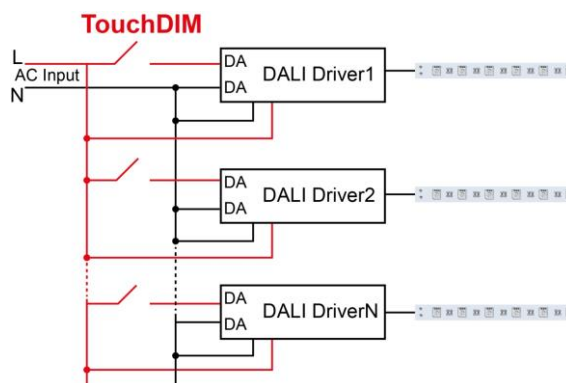 TouchDIM
L
AC Input
N
DA
DA
DALI Driver1
DA
DA
DALI Driver2
DA
DA
DALI DriverN